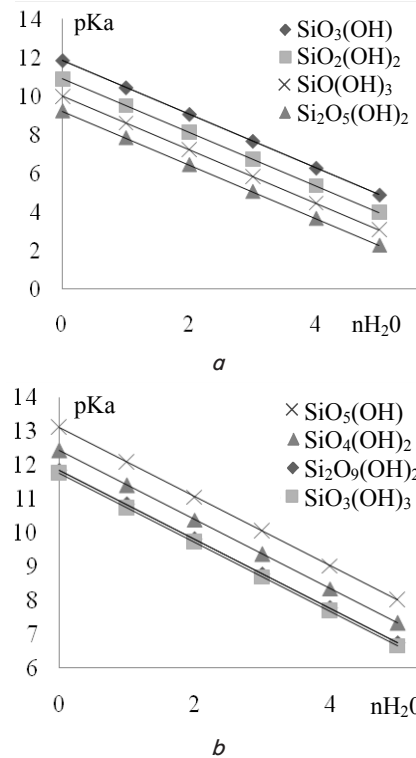 14
pKa
12
10
8
6
4
2
0
SiO₃(OH)
SiO₂(OH)₂
SiO(OH)₃
Si₂O₅(OH)₂
0
2
4
nH₂0
a
14
pKa
13
12
11
10
9
8
7
6
SiO₅(OH)
SiO₄(OH)₂
Si₂O₉(OH)₂
SiO₃(OH)₃
0
2
4
nH₂0
b